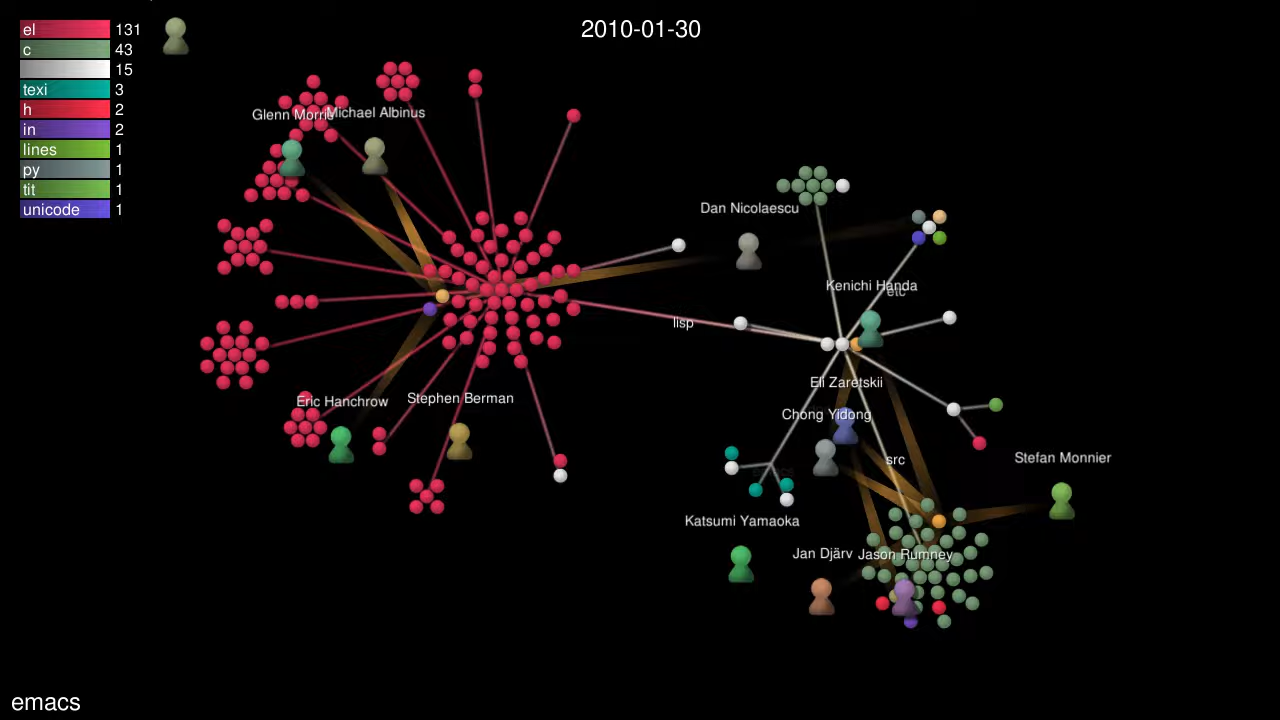 2010-01-30
el 131
c 43
15
texi 3
h 2
in 2
lines 1
py 1
tit 1
unicode 1
Glenn Morris
Michael Albinus
Dan Nicolaescu
Kenichi Handa
etc
lisp
Eli Zaretskii
Eric Hanchrow
Stephen Berman
Chong Yidong
src
Stefan Monnier
Katsumi Yamaoka
Jan Djärv
Jason Rumney
emacs